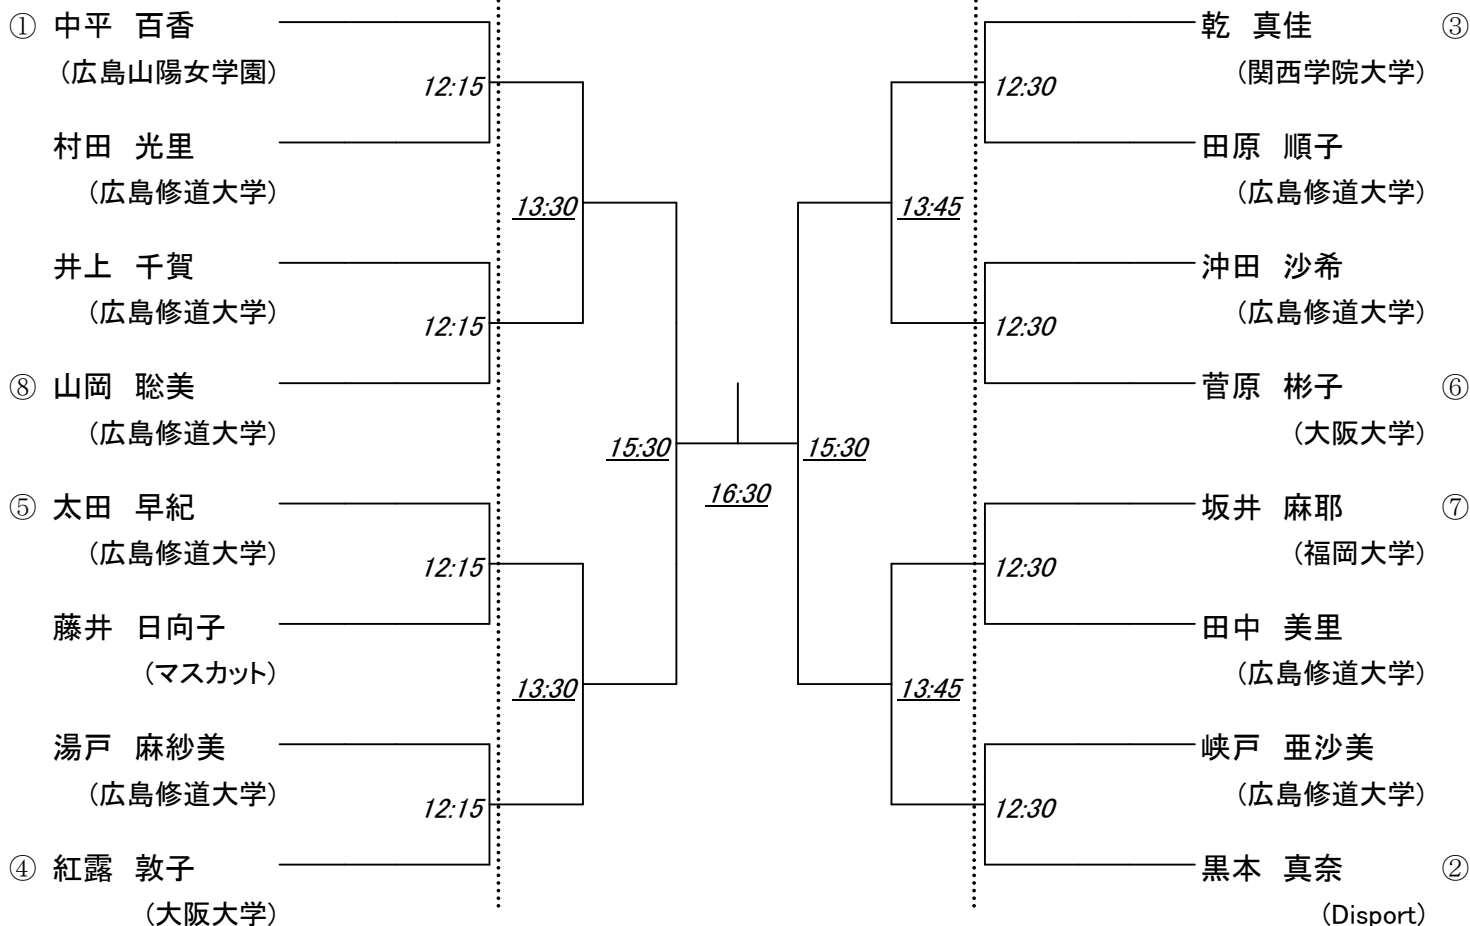 ① 中平 百香
(広島山陽女学園)
12:15
村田 光里
(広島修道大学)
13:30
井上 千賀
(広島修道大学)
12:15
⑧ 山岡 聡美
(広島修道大学)
15:30
⑤ 太田 早紀
(広島修道大学)
12:15
藤井 日向子
(マスカット)
13:30
湯戸 麻紗美
(広島修道大学)
12:15
④ 紅露 敦子
(大阪大学)
16:30
乾 真佳 ③
(関西学院大学)
12:30
田原 順子
(広島修道大学)
13:45
沖田 沙希
(広島修道大学)
12:30
菅原 彬子 ⑥
(大阪大学)
15:30
坂井 麻耶 ⑦
(福岡大学)
12:30
田中 美里
(広島修道大学)
13:45
峡戸 亜沙美
(広島修道大学)
12:30
黒本 真奈 ②
(Disport)